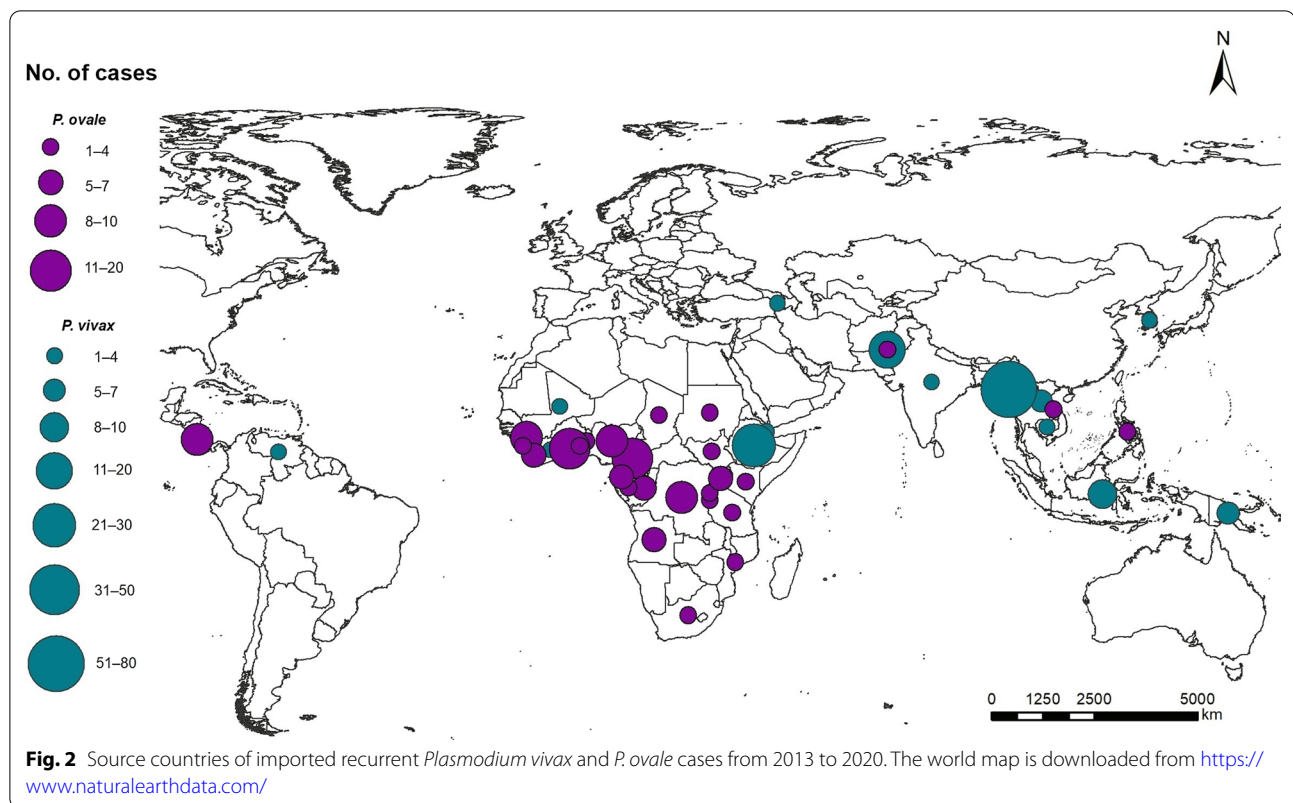 N
No. of cases
P. ovale
1–4
5–7
8–10
11–20
P. vivax
1–4
5–7
8–10
11–20
21–30
31–50
51–80
0 1250 2500 5000
km
Fig. 2 Source countries of imported recurrent Plasmodium vivax and P. ovale cases from 2013 to 2020. The world map is downloaded from https://
www.naturalearthdata.com/